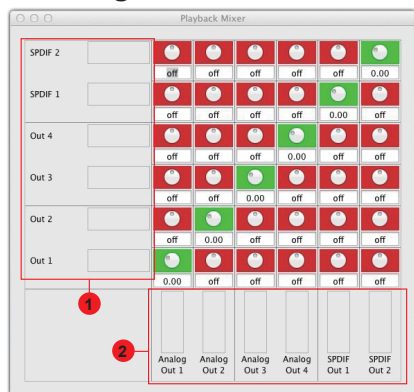 Playback Mixer
SPDIF 2
off off off off off 0.00
SPDIF 1
off off off off 0.00 off
Out 4
off off off 0.00 off off
Out 3
off off 0.00 off off off
Out 2
off 0.00 off off off off
Out 1
0.00 off off off off off
1
2
Analog Analog Analog Analog SPDIF SPDIF
Out 1 Out 2 Out 3 Out 4 Out 1 Out 2